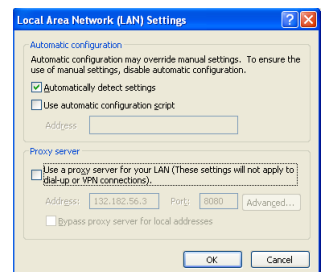 Local Area Network (LAN) Settings
Automatic configuration
Automatic configuration may override manual settings. To ensure the
use of manual settings, disable automatic configuration.
Automatically detect settings
Use automatic configuration script
Address
Proxy server
Use a proxy server for your LAN (These settings will not apply to
dial-up or VPN connections).
Address: 132.182.56.3 Port: 8080 Advanced...
Bypass proxy server for local addresses
OK Cancel